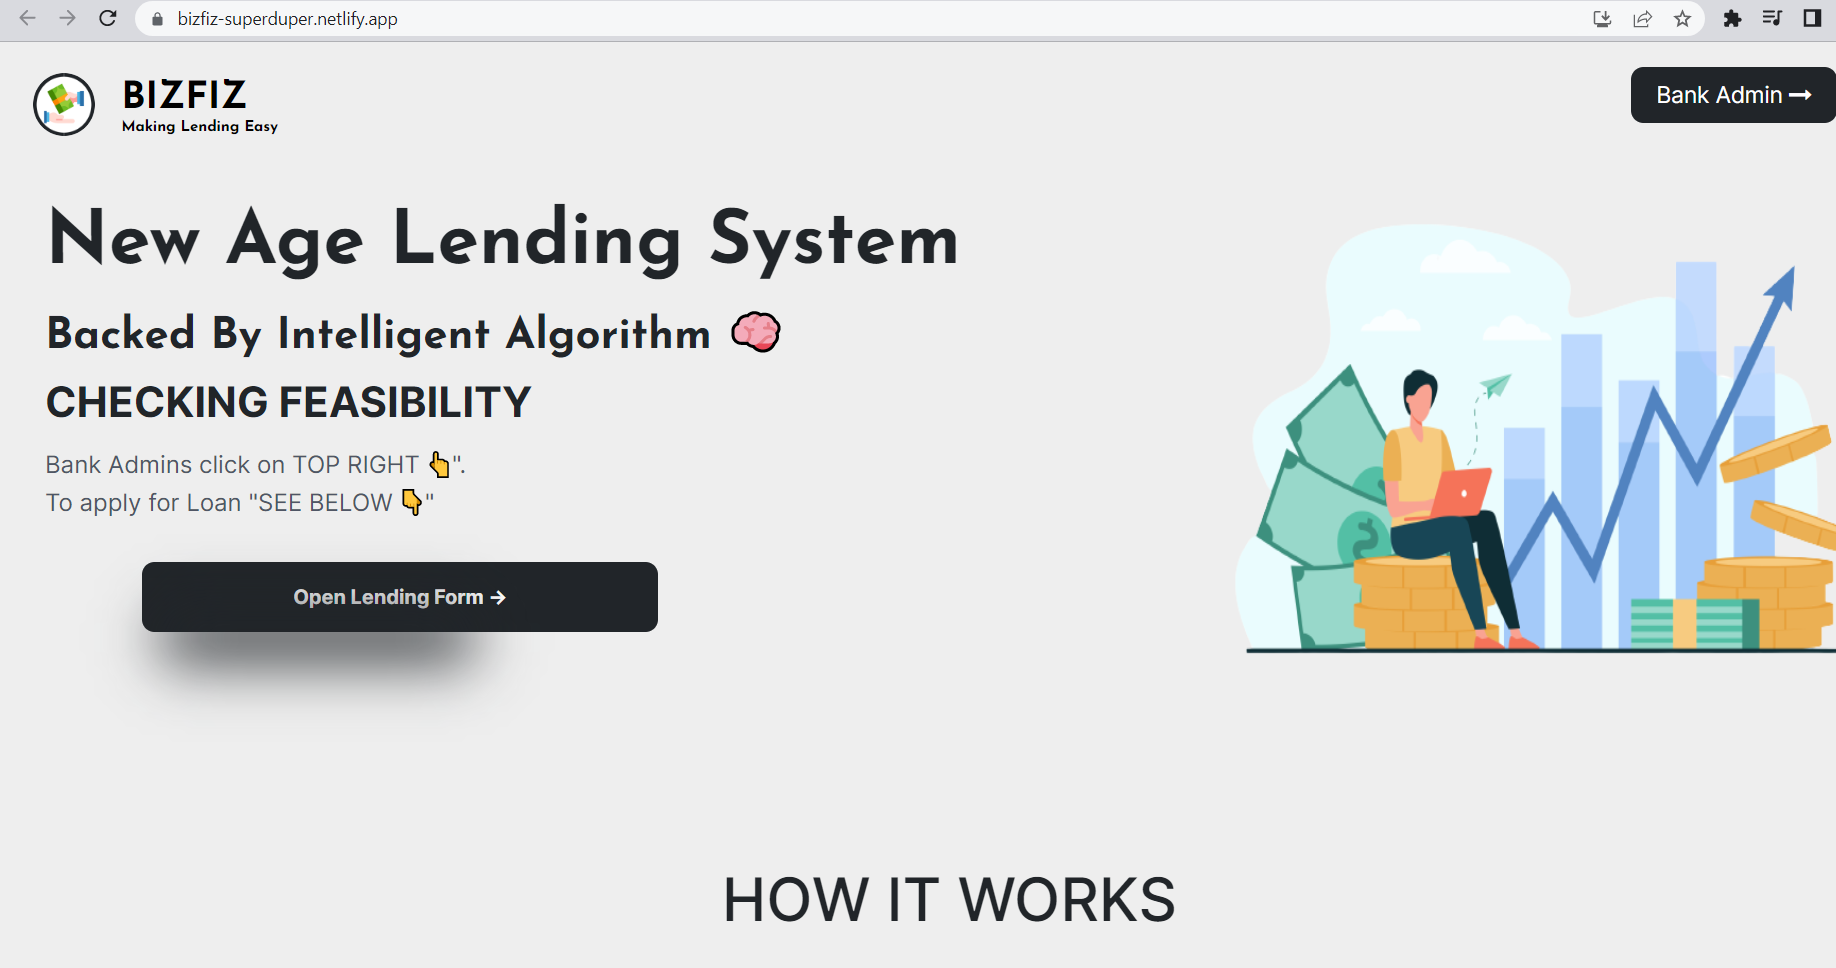 bizfiz-superduper.netlify.app
BIZFIZ
Making Lending Easy
Bank Admin →
New Age Lending System
Backed By Intelligent Algorithm 🧠
CHECKING FEASIBILITY
Bank Admins click on TOP RIGHT 👆".
To apply for Loan "SEE BELOW 👇"
Open Lending Form →
HOW IT WORKS